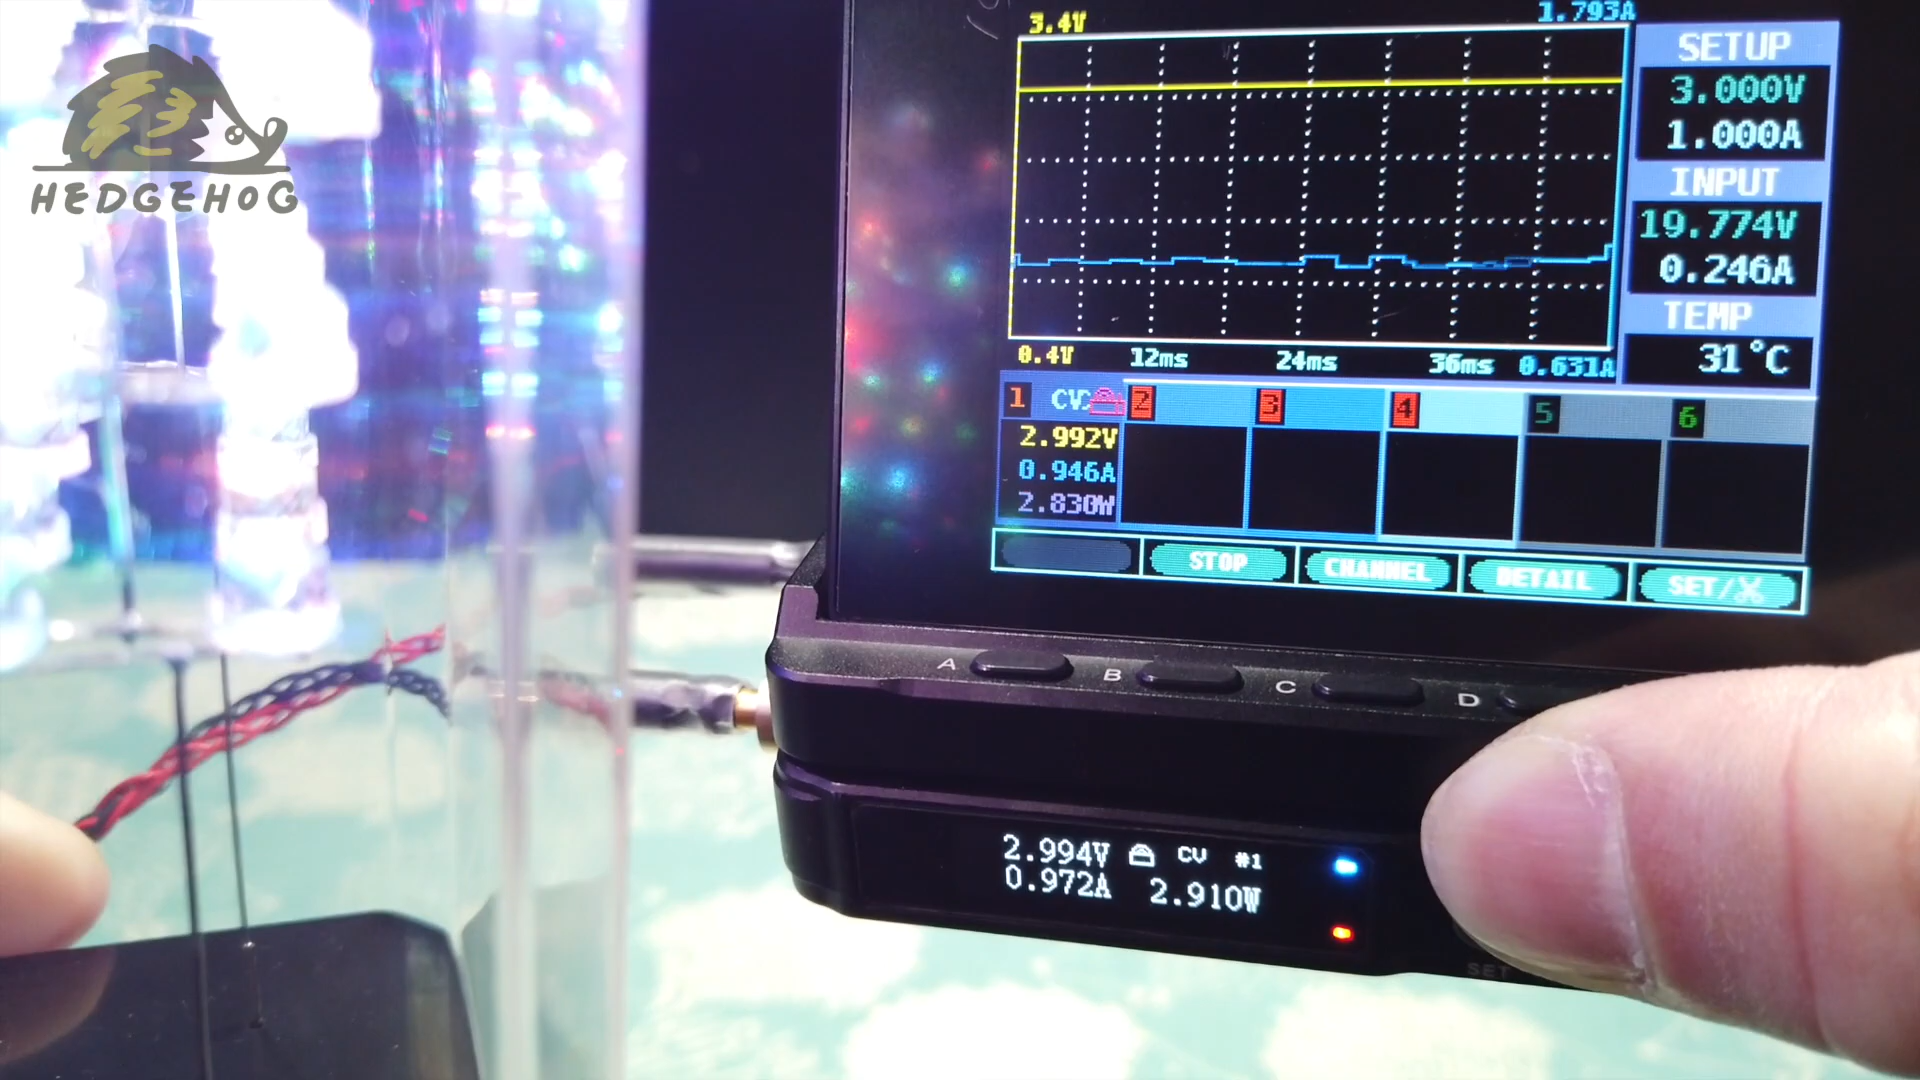 HEDGEHOG
3.4V
1.793A
SETUP
3.000V
1.000A
INPUT
19.774V
0.246A
TEMP
31°C
0.4V 12ms 24ms 36ms 0.631A
1 CV 2 3 4 5 6
2.992V
0.946A
2.830W
STOP CHANNEL DETAIL SET/
A B C D
2.994V CV #1
0.972A 2.910W
SET